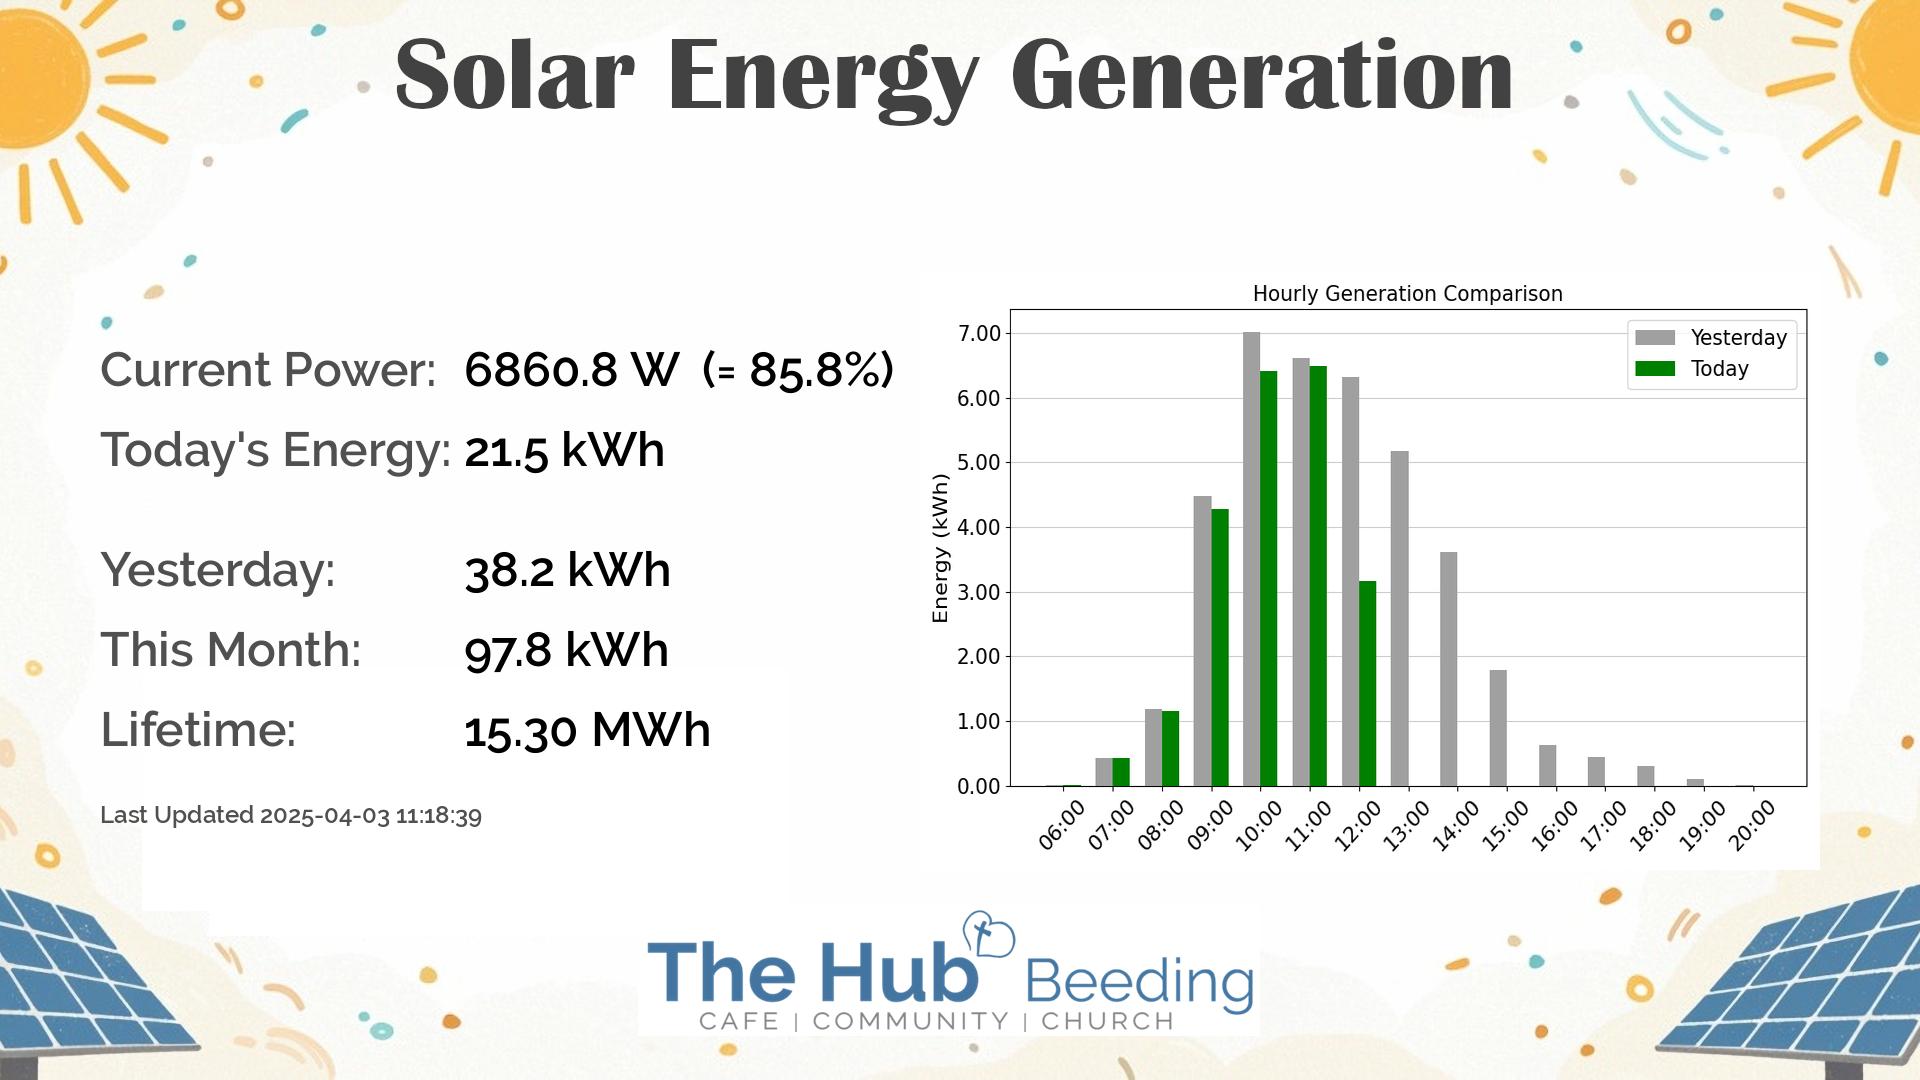 Solar Energy Generation
Current Power: 6860.8 W (= 85.8%)
Today's Energy: 21.5 kWh
Yesterday: 38.2 kWh
This Month: 97.8 kWh
Lifetime: 15.30 MWh
Last Updated 2025-04-03 11:18:39
Hourly Generation Comparison
Yesterday
Today
Energy (kWh)
7.00
6.00
5.00
4.00
3.00
2.00
1.00
0.00
06:00 07:00 08:00 09:00 10:00 11:00 12:00 13:00 14:00 15:00 16:00 17:00 18:00 19:00 20:00
The Hub Beeding
CAFE | COMMUNITY | CHURCH